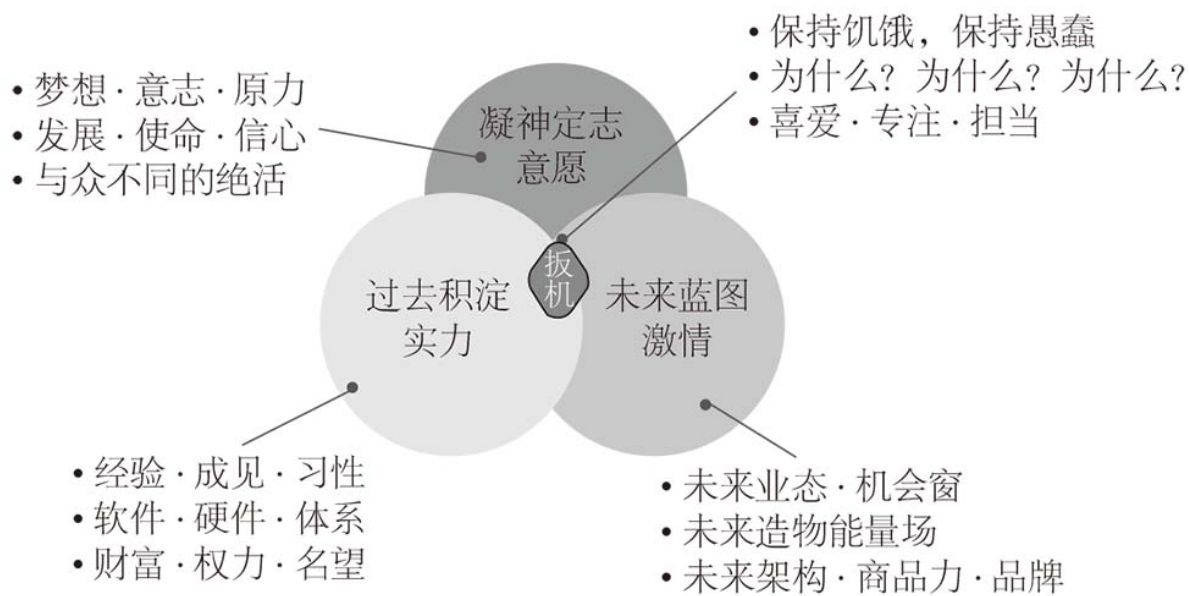 • 梦想 · 意志 · 原力
• 发展 · 使命 · 信心
• 与众不同的绝活
• 保持饥饿，保持愚蠢
• 为什么？为什么？为什么？
• 喜爱 · 专注 · 担当
凝神定志
意愿
扳
机
过去积淀
实力
未来蓝图
激情
• 经验 · 成见 · 习性
• 软件 · 硬件 · 体系
• 财富 · 权力 · 名望
• 未来业态 · 机会窗
• 未来造物能量场
• 未来架构 · 商品力 · 品牌